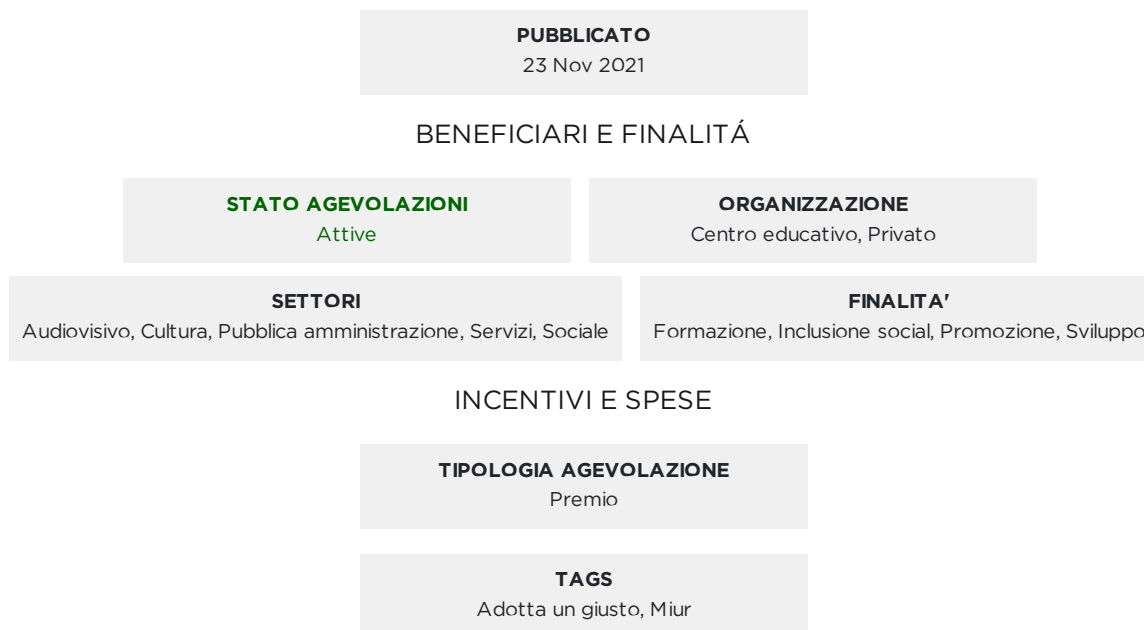 PUBBLICATO
23 Nov 2021
BENEFICIARI E FINALITÁ
STATO AGEVOLAZIONI
Attive
ORGANIZZAZIONE
Centro educativo, Privato
SETTORI
Audiovisivo, Cultura, Pubblica amministrazione, Servizi, Sociale
FINALITA'
Formazione, Inclusione social, Promozione, Sviluppo
INCENTIVI E SPESE
TIPOLOGIA AGEVOLAZIONE
Premio
TAGS
Adotta un giusto, Miur